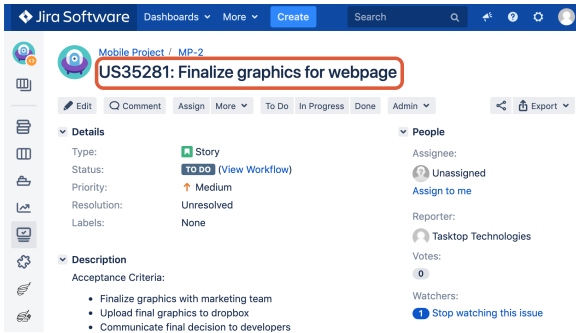 Jira Software Dashboards More Create Search
Mobile Project / MP-2
US35281: Finalize graphics for webpage
Edit Comment Assign More To Do In Progress Done Admin Export
Details
Type: Story
Status: TO DO (View Workflow)
Priority: Medium
Resolution: Unresolved
Labels: None
Description
Acceptance Criteria:
• Finalize graphics with marketing team
• Upload final graphics to dropbox
• Communicate final decision to developers
People
Assignee:
Unassigned
Assign to me
Reporter:
Tasktop Technologies
Votes:
0
Watchers:
1 Stop watching this issue